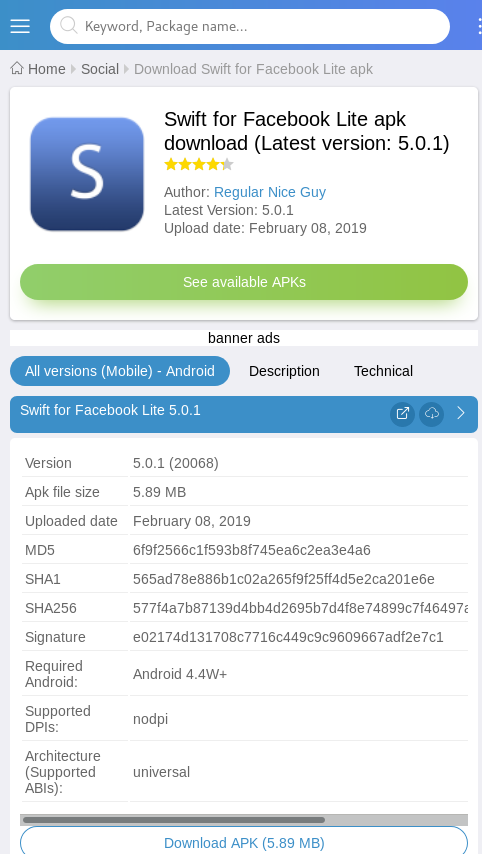 Keyword, Package name...
Home Social Download Swift for Facebook Lite apk
S
Swift for Facebook Lite apk
download (Latest version: 5.0.1)
Author: Regular Nice Guy
Latest Version: 5.0.1
Upload date: February 08, 2019
See available APKs
banner ads
All versions (Mobile) - Android Description Technical
Swift for Facebook Lite 5.0.1
Version 5.0.1 (20068)
Apk file size 5.89 MB
Uploaded date February 08, 2019
MD5 6f9f2566c1f593b8f745ea6c2ea3e4a6
SHA1 565ad78e886b1c02a265f9f25ff4d5e2ca201e6e
SHA256 577f4a7b87139d4bb4d2695b7d4f8e74899c7f46497a
Signature e02174d131708c7716c449c9c9609667adf2e7c1
Required
Android:
Android 4.4W+
Supported
DPIs:
nodpi
Architecture
(Supported
ABIs):
universal
Download APK (5.89 MB)